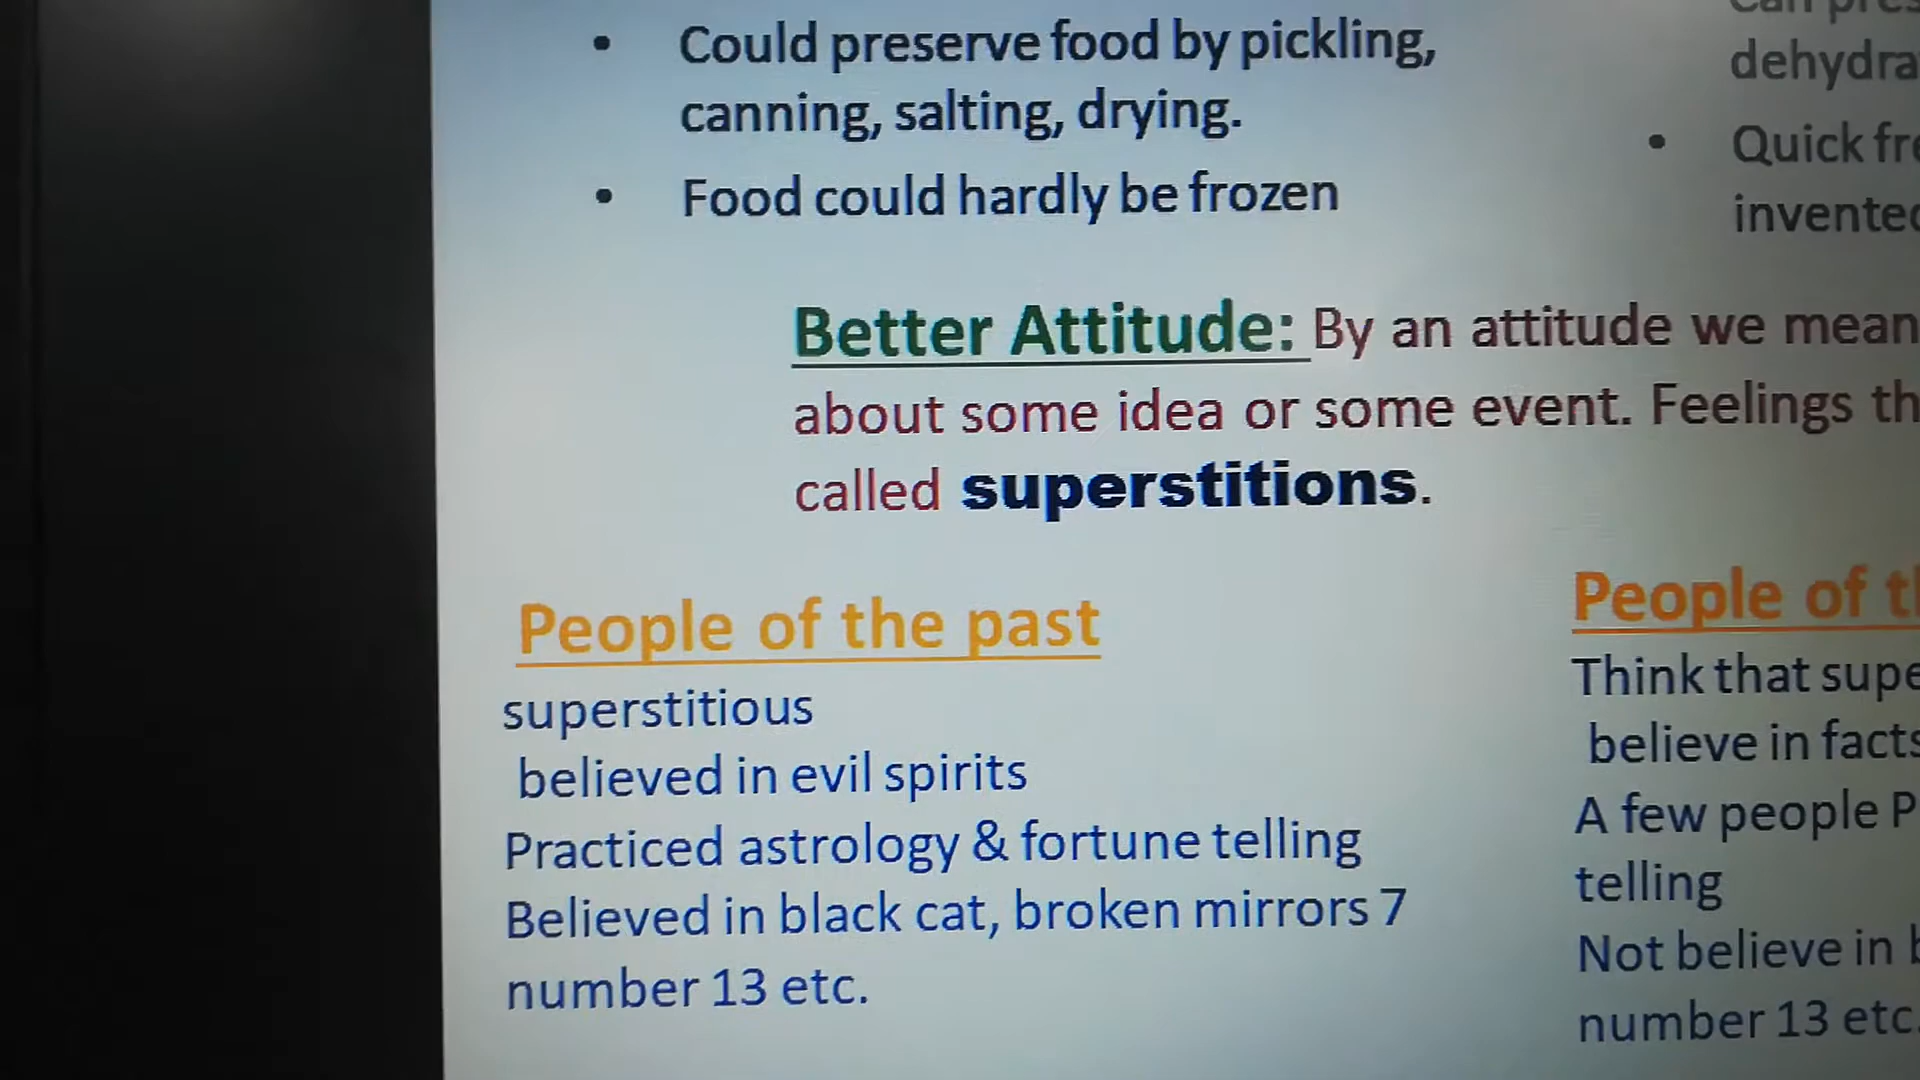 • Could preserve food by pickling,
canning, salting, drying.
• Food could hardly be frozen
dehydra
• Quick fre
invented
Better Attitude: By an attitude we mean
about some idea or some event. Feelings th
called superstitions.
People of the past
superstitious
believed in evil spirits
Practiced astrology & fortune telling
Believed in black cat, broken mirrors 7
number 13 etc.
People of th
Think that supe
believe in facts
A few people P
telling
Not believe in b
number 13 etc.